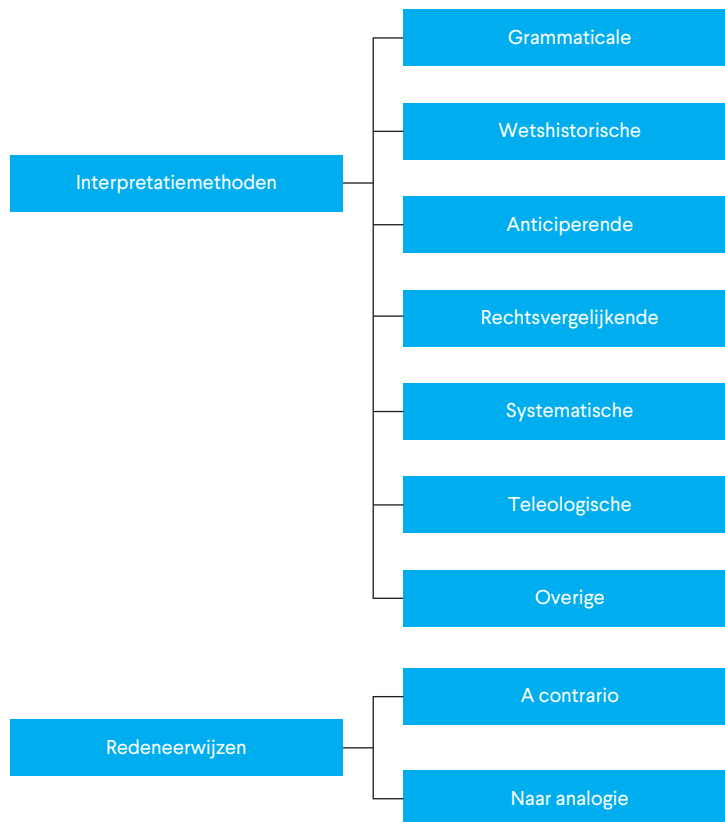 Interpretatiemethoden
Grammaticale
Wetshistorische
Anticiperende
Rechtsvergelijkende
Systematische
Teleologische
Overige
Redeneerwijzen
A contrario
Naar analogie